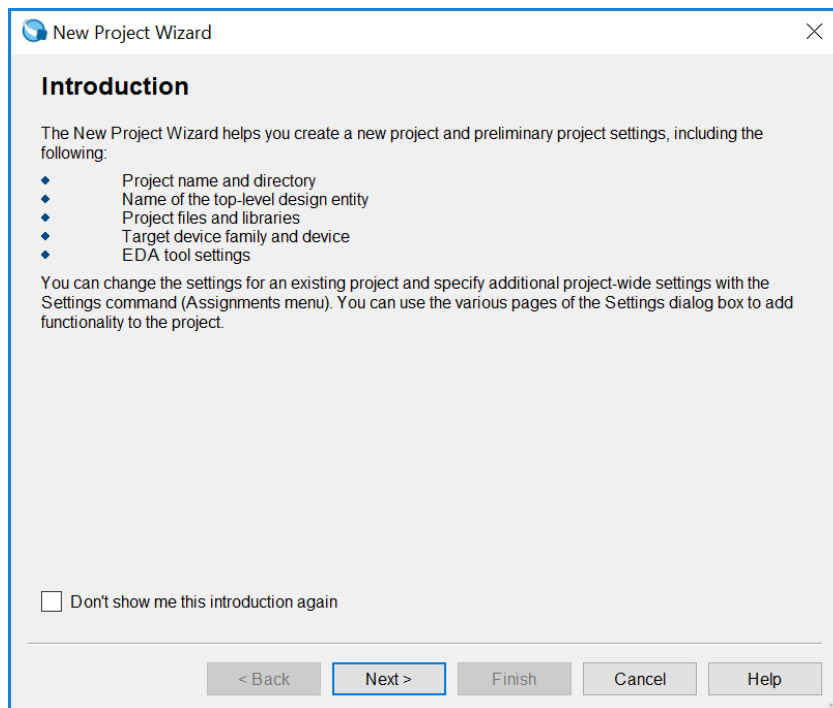 New Project Wizard
Introduction
The New Project Wizard helps you create a new project and preliminary project settings, including the
following:
Project name and directory
Name of the top-level design entity
Project files and libraries
Target device family and device
EDA tool settings
You can change the settings for an existing project and specify additional project-wide settings with the
Settings command (Assignments menu). You can use the various pages of the Settings dialog box to add
functionality to the project.
Don't show me this introduction again
< Back Next > Finish Cancel Help